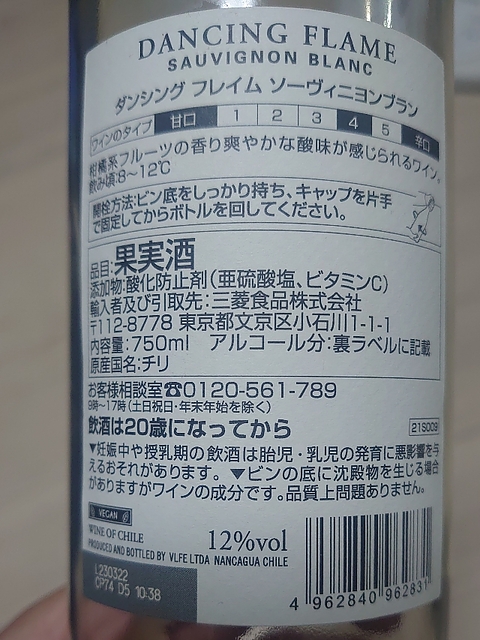 DANCING FLAME
SAUVIGNON BLANC
ダンシング フレイム ソーヴィニヨンブラン
ワインのタイプ 甘口 1 2 3 4 5 辛口
柑橘系フルーツの香り爽やかな酸味が感じられるワイン。
飲み頃:8〜12℃
開栓方法:ビン底をしっかり持ち、キャップを片手
で固定してからボトルを回してください。
品目:果実酒
添加物:酸化防止剤(亜硫酸塩、ビタミンC)
輸入者及び引取先:三菱食品株式会社
〒112-8778 東京都文京区小石川1-1-1
内容量:750ml アルコール分:裏ラベルに記載
原産国名:チリ
お客様相談室☎0120-561-789
9時〜17時(土日祝日・年末年始を除く)
飲酒は20歳になってから
21S009
▼妊娠中や授乳期の飲酒は胎児・乳児の発育に悪影響を与
えるおそれがあります。▼ビンの底に沈殿物を生じる場合
がありますがワインの成分です。品質上問題ありません。
VEGAN
WINE OF CHILE
12%vol
PRODUCED AND BOTTLED BY VLFE LTDA NANCAGUA CHILE
L230322
CP74 D5 10:38
4 962840 962831